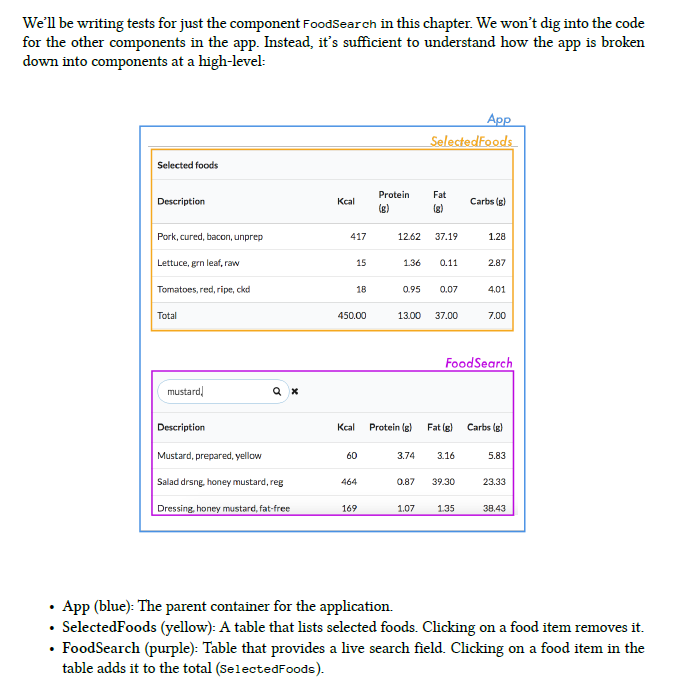 We’ll be writing tests for just the component FoodSearch in this chapter. We won’t dig into the code
for the other components in the app. Instead, it’s sufficient to understand how the app is broken
down into components at a high-level:
App
SelectedFoods
Selected foods
Description Kcal Protein (g) Fat (g) Carbs (g)
Pork, cured, bacon, unprep 417 12.62 37.19 1.28
Lettuce, grn leaf, raw 15 1.36 0.11 2.87
Tomatoes, red, ripe, ckd 18 0.95 0.07 4.01
Total 450.00 13.00 37.00 7.00
FoodSearch
mustard
Description Kcal Protein (g) Fat (g) Carbs (g)
Mustard, prepared, yellow 60 3.74 3.16 5.83
Salad drsng, honey mustard, reg 464 0.87 39.30 23.33
Dressing, honey mustard, fat-free 169 1.07 1.35 38.43
• App (blue): The parent container for the application.
• SelectedFoods (yellow): A table that lists selected foods. Clicking on a food item removes it.
• FoodSearch (purple): Table that provides a live search field. Clicking on a food item in the
table adds it to the total (SelectedFoods).